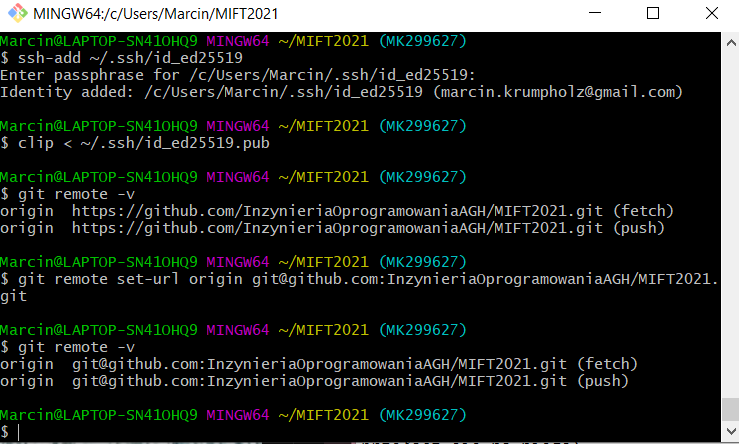 MINGW64:/c/Users/Marcin/MIFT2021
Marcin@LAPTOP-SN41OHQ9 MINGW64 ~/MIFT2021 (MK299627)
$ ssh-add ~/.ssh/id_ed25519
Enter passphrase for /c/Users/Marcin/.ssh/id_ed25519:
Identity added: /c/Users/Marcin/.ssh/id_ed25519 (marcin.krumpholz@gmail.com)
Marcin@LAPTOP-SN41OHQ9 MINGW64 ~/MIFT2021 (MK299627)
$ clip < ~/.ssh/id_ed25519.pub
Marcin@LAPTOP-SN41OHQ9 MINGW64 ~/MIFT2021 (MK299627)
$ git remote -v
origin  https://github.com/InzynieriaOprogramowaniaAGH/MIFT2021.git (fetch)
origin  https://github.com/InzynieriaOprogramowaniaAGH/MIFT2021.git (push)
Marcin@LAPTOP-SN41OHQ9 MINGW64 ~/MIFT2021 (MK299627)
$ git remote set-url origin git@github.com:InzynieriaOprogramowaniaAGH/MIFT2021.
git
Marcin@LAPTOP-SN41OHQ9 MINGW64 ~/MIFT2021 (MK299627)
$ git remote -v
origin  git@github.com:InzynieriaOprogramowaniaAGH/MIFT2021.git (fetch)
origin  git@github.com:InzynieriaOprogramowaniaAGH/MIFT2021.git (push)
Marcin@LAPTOP-SN41OHQ9 MINGW64 ~/MIFT2021 (MK299627)
$